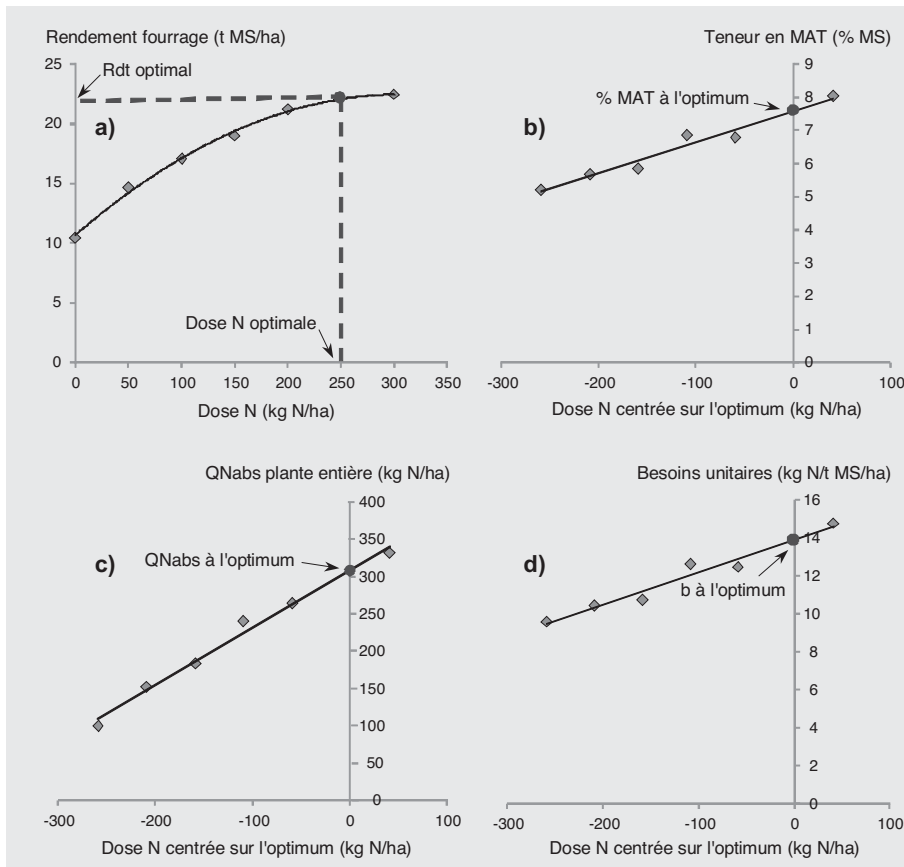 Rendement fourrage (t MS/ha)
25
20
15
10
5
0
Rdt optimal
a)
Dose N optimale
0 50 100 150 200 250 300 350
Dose N (kg N/ha)
Teneur en MAT (% MS)
9
8
7
6
5
4
3
2
1
0
% MAT à l'optimum
b)
-300 -200 -100 0 100
Dose N centrée sur l'optimum (kg N/ha)
QNabs plante entière (kg N/ha)
400
350
300
250
200
150
100
50
0
QNabs à l'optimum
c)
-300 -200 -100 0 100
Dose N centrée sur l'optimum (kg N/ha)
Besoins unitaires (kg N/t MS/ha)
16
14
12
10
8
6
4
2
0
d)
b à l'optimum
-300 -200 -100 0 100
Dose N centrée sur l'optimum (kg N/ha)